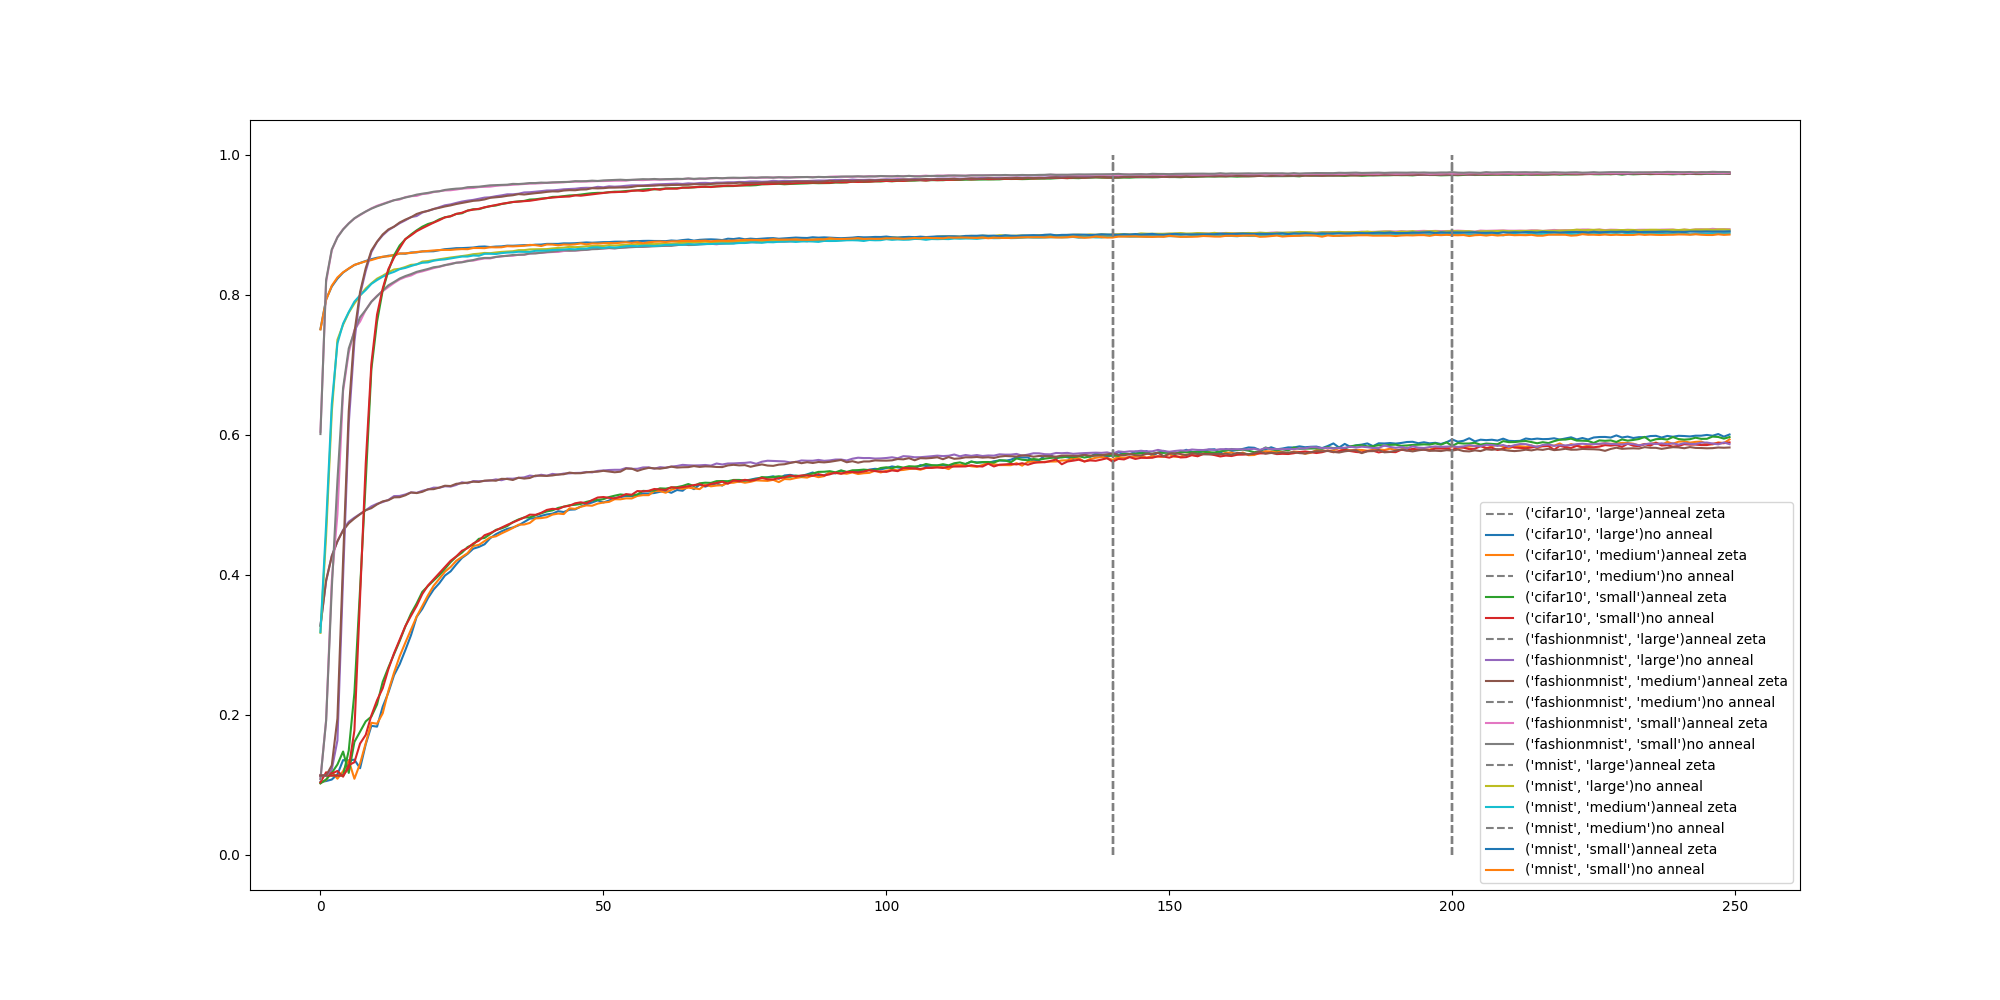 1.0
0.8
0.6
0.4
0.2
0.0
0 50 100 150 200 250
('cifar10', 'large')anneal zeta
('cifar10', 'large')no anneal
('cifar10', 'medium')anneal zeta
('cifar10', 'medium')no anneal
('cifar10', 'small')anneal zeta
('cifar10', 'small')no anneal
('fashionmnist', 'large')anneal zeta
('fashionmnist', 'large')no anneal
('fashionmnist', 'medium')anneal zeta
('fashionmnist', 'medium')no anneal
('fashionmnist', 'small')anneal zeta
('fashionmnist', 'small')no anneal
('mnist', 'large')anneal zeta
('mnist', 'large')no anneal
('mnist', 'medium')anneal zeta
('mnist', 'medium')no anneal
('mnist', 'small')anneal zeta
('mnist', 'small')no anneal